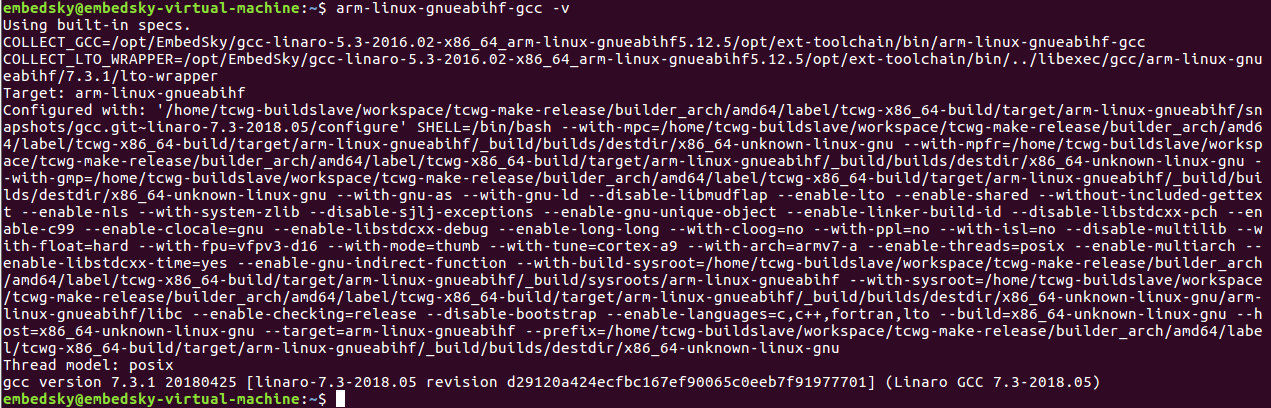 embedsky@embedsky-virtual-machine:~$ arm-linux-gnueabihf-gcc -v
Using built-in specs.
COLLECT_GCC=/opt/EmbedSky/gcc-linaro-5.3-2016.02-x86_64_arm-linux-gnueabihf5.12.5/opt/ext-toolchain/bin/arm-linux-gnueabihf-gcc
COLLECT_LTO_WRAPPER=/opt/EmbedSky/gcc-linaro-5.3-2016.02-x86_64_arm-linux-gnueabihf5.12.5/opt/ext-toolchain/bin/../libexec/gcc/arm-linux-gnu
eabihf/7.3.1/lto-wrapper
Target: arm-linux-gnueabihf
Configured with: '/home/tcwg-buildslave/workspace/tcwg-make-release/builder_arch/amd64/label/tcwg-x86_64-build/target/arm-linux-gnueabihf/sn
apshots/gcc.git~linaro-7.3-2018.05/configure' SHELL=/bin/bash --with-mpc=/home/tcwg-buildslave/workspace/tcwg-make-release/builder_arch/amd6
4/label/tcwg-x86_64-build/target/arm-linux-gnueabihf/_build/builds/destdir/x86_64-unknown-linux-gnu --with-mpfr=/home/tcwg-buildslave/worksp
ace/tcwg-make-release/builder_arch/amd64/label/tcwg-x86_64-build/target/arm-linux-gnueabihf/_build/builds/destdir/x86_64-unknown-linux-gnu -
-with-gmp=/home/tcwg-buildslave/workspace/tcwg-make-release/builder_arch/amd64/label/tcwg-x86_64-build/target/arm-linux-gnueabihf/_build/bui
lds/destdir/x86_64-unknown-linux-gnu --with-gnu-as --with-gnu-ld --disable-libmudflap --enable-lto --enable-shared --without-included-gettex
t --enable-nls --with-system-zlib --disable-sjlj-exceptions --enable-gnu-unique-object --enable-linker-build-id --disable-libstdcxx-pch --en
able-c99 --enable-clocale=gnu --enable-libstdcxx-debug --enable-long-long --with-cloog=no --with-ppl=no --with-isl=no --disable-multilib --w
ith-float=hard --with-fpu=vfpv3-d16 --with-mode=thumb --with-tune=cortex-a9 --with-arch=armv7-a --enable-threads=posix --enable-multiarch --
enable-libstdcxx-time=yes --enable-gnu-indirect-function --with-build-sysroot=/home/tcwg-buildslave/workspace/tcwg-make-release/builder_arch
/amd64/label/tcwg-x86_64-build/target/arm-linux-gnueabihf/_build/sysroots/arm-linux-gnueabihf --with-sysroot=/home/tcwg-buildslave/workspace
/tcwg-make-release/builder_arch/amd64/label/tcwg-x86_64-build/target/arm-linux-gnueabihf/_build/builds/destdir/x86_64-unknown-linux-gnu/arm-
linux-gnueabihf/libc --enable-checking=release --disable-bootstrap --enable-languages=c,c++,fortran,lto --build=x86_64-unknown-linux-gnu --h
ost=x86_64-unknown-linux-gnu --target=arm-linux-gnueabihf --prefix=/home/tcwg-buildslave/workspace/tcwg-make-release/builder_arch/amd64/labe
l/tcwg-x86_64-build/target/arm-linux-gnueabihf/_build/builds/destdir/x86_64-unknown-linux-gnu
Thread model: posix
gcc version 7.3.1 20180425 [linaro-7.3-2018.05 revision d29120a424ecfbc167ef90065c0eeb7f91977701] (Linaro GCC 7.3-2018.05)
embedsky@embedsky-virtual-machine:~$